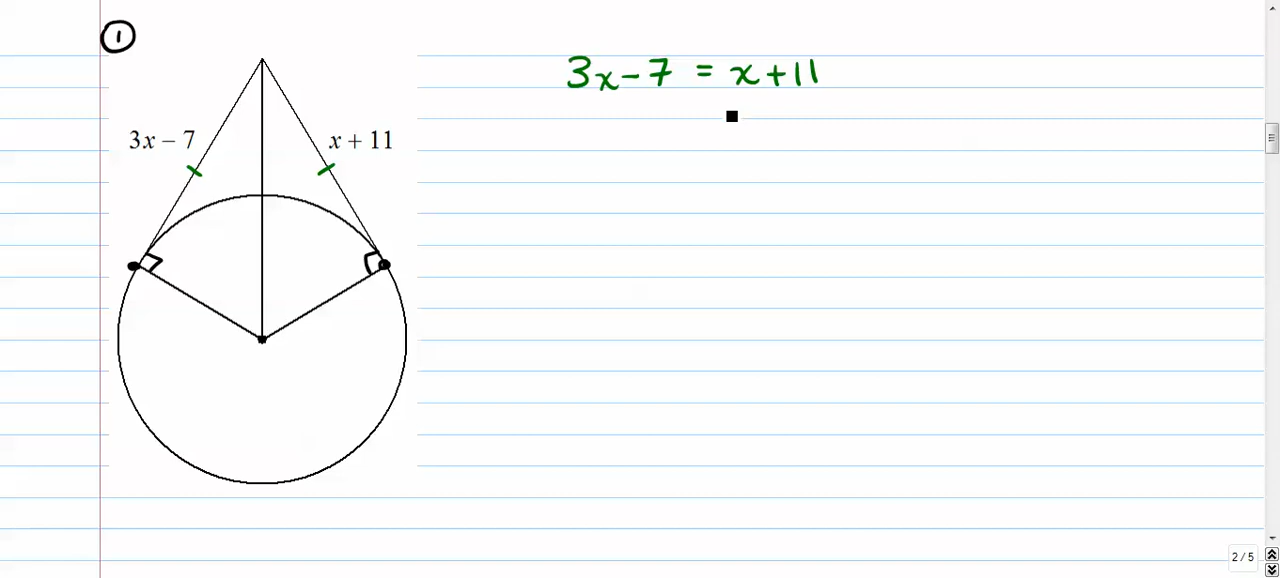 ①
3x − 7 = x + 11
3x − 7
x + 11
2 / 5